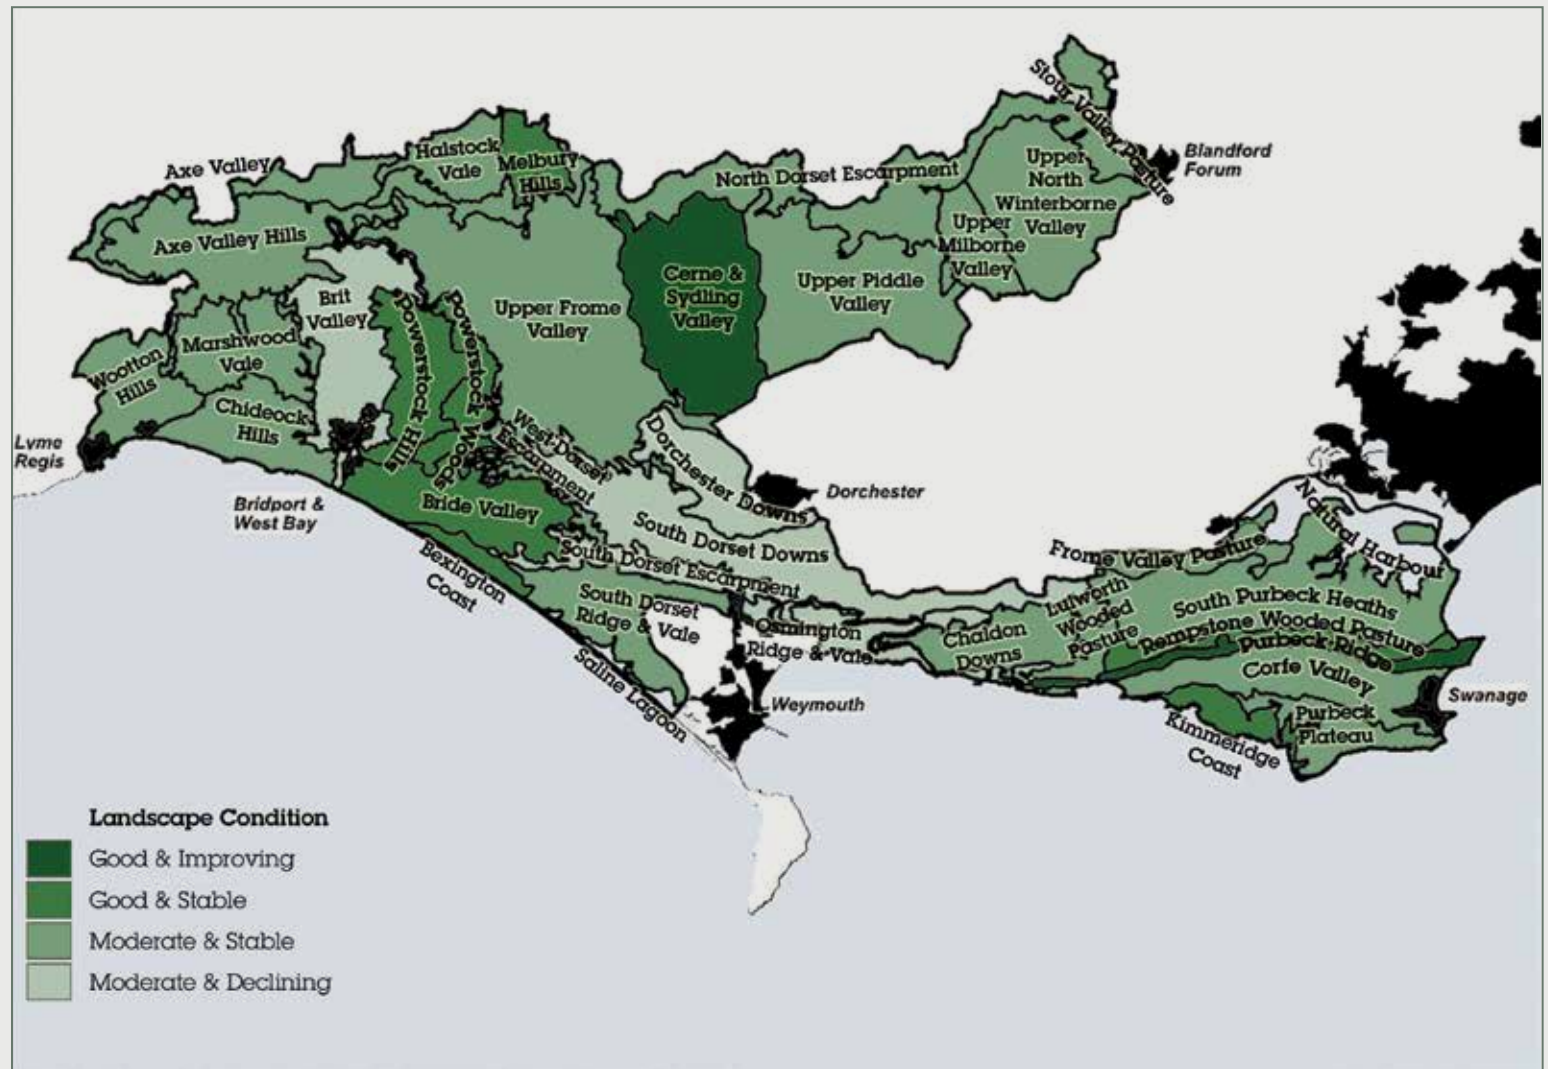 Stour Valley Pasture
Blandford
Forum
Axe Valley
Halstock
Vale
Melbury
Hills
North Dorset Escarpment
Upper
North
Winterborne
Valley
Upper
Milborne
Valley
Axe Valley Hills
Brit
Valley
Powerstock Hills
Powerstock Woods
Upper Frome
Valley
Cerne &
Sydling
Valley
Upper Piddle
Valley
Marshwood
Vale
Wootton
Hills
Chideock
Hills
Lyme
Regis
Bridport &
West Bay
West Dorset
Escarpment
Dorchester Downs
Dorchester
Bride Valley
South Dorset Downs
South Dorset Escarpment
Bexington
Coast
South Dorset
Ridge & Vale
Osmington
Ridge & Vale
Saline Lagoon
Weymouth
Natural Harbour
Frome Valley Pasture
Lulworth
Wooded
Pasture
Chaldon
Downs
South Purbeck Heaths
Rempstone Wooded Pasture
Purbeck Ridge
Corfe Valley
Swanage
Purbeck
Plateau
Kimmeridge
Coast
Landscape Condition
Good & Improving
Good & Stable
Moderate & Stable
Moderate & Declining